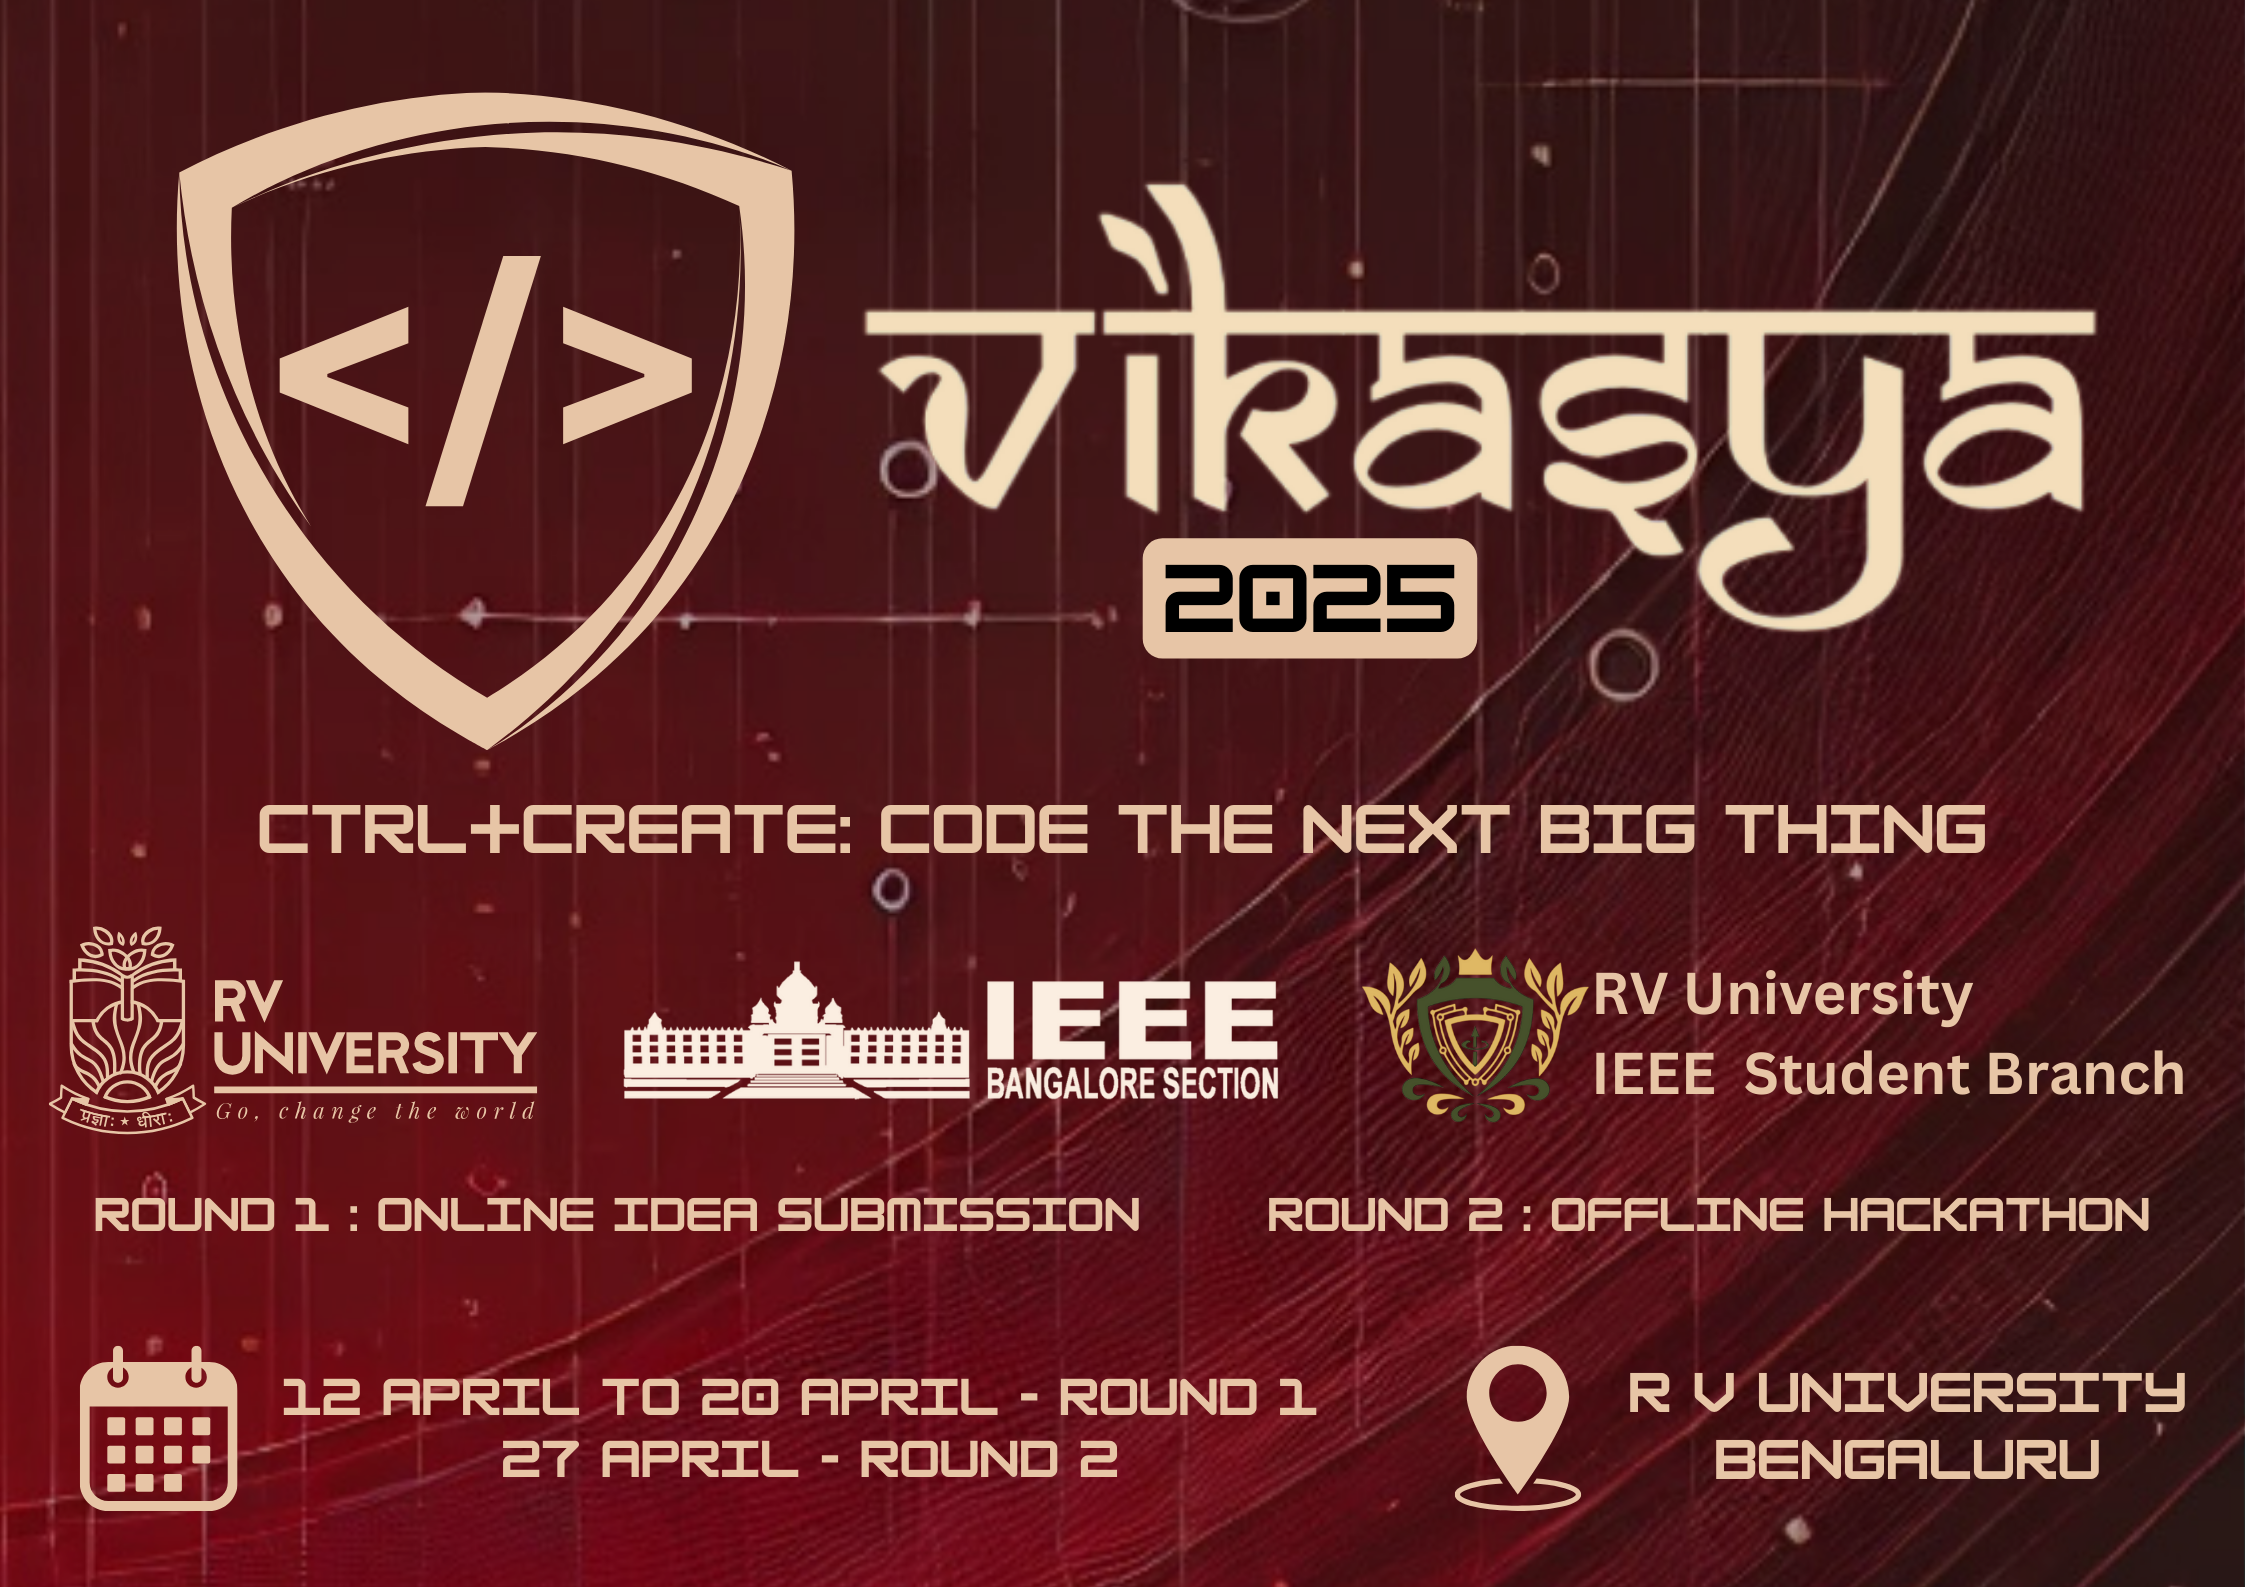 </>
vikasya
2025
CTRL+CREATE: CODE THE NEXT BIG THING
RV
UNIVERSITY
Go, change the world
प्रज्ञाः ★ धीराः
IEEE
BANGALORE SECTION
RV University
IEEE Student Branch
ROUND 1 : ONLINE IDEA SUBMISSION
ROUND 2 : OFFLINE HACKATHON
12 APRIL TO 20 APRIL - ROUND 1
27 APRIL - ROUND 2
R V UNIVERSITY
BENGALURU